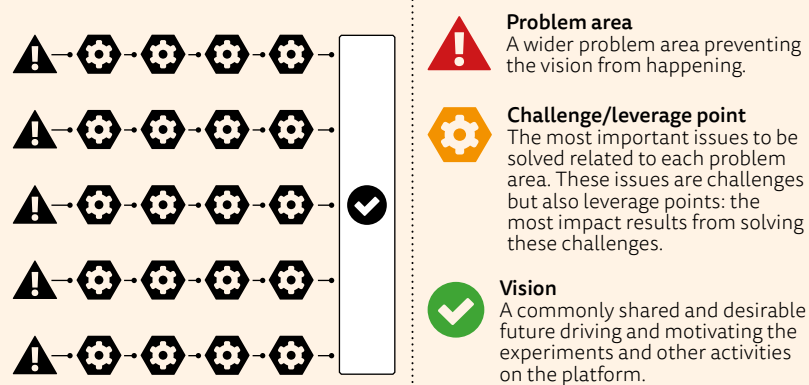 Problem area
A wider problem area preventing
the vision from happening.
Challenge/leverage point
The most important issues to be
solved related to each problem
area. These issues are challenges
but also leverage points: the
most impact results from solving
these challenges.
Vision
A commonly shared and desirable
future driving and motivating the
experiments and other activities
on the platform.